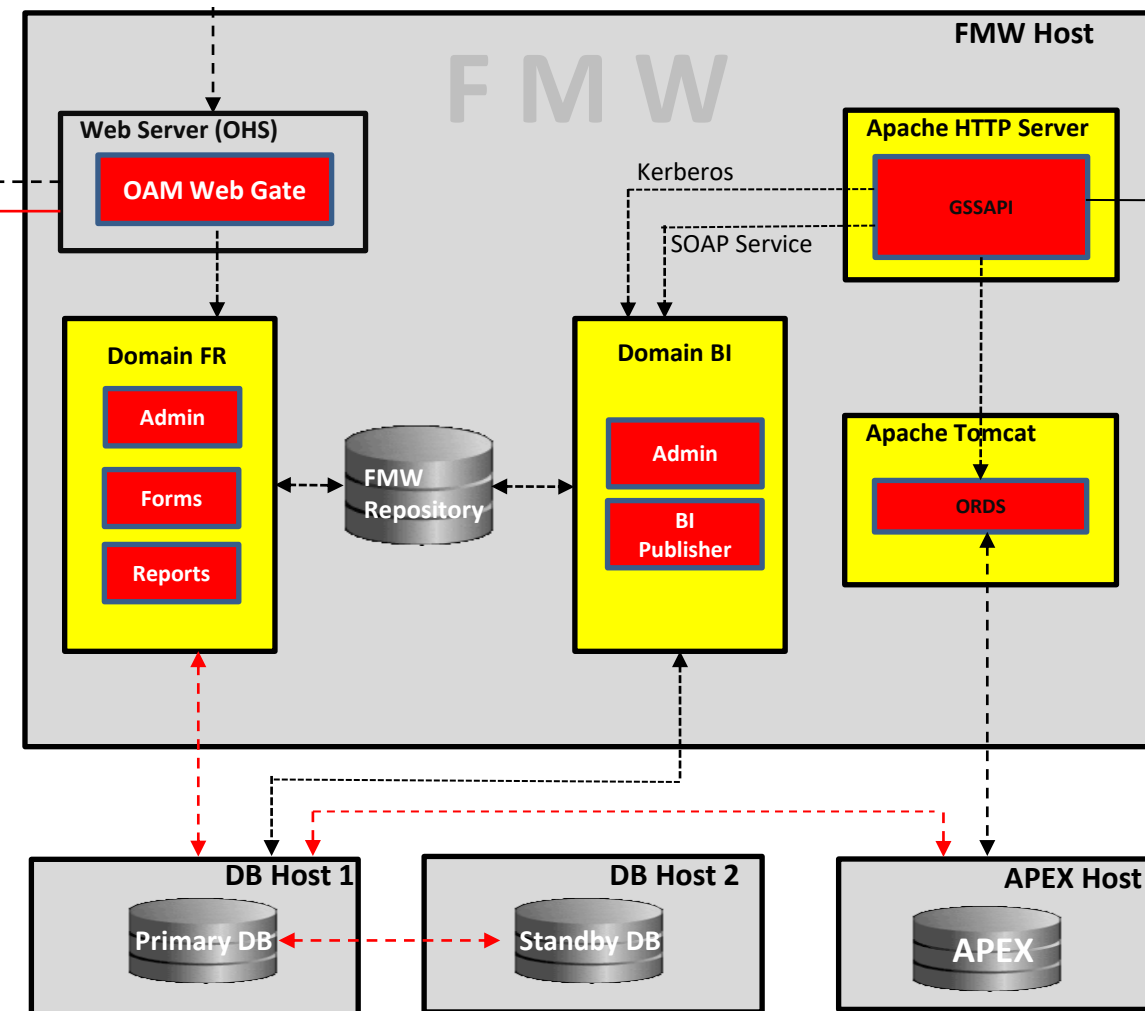 FMW Host
F M W
Web Server (OHS)
OAM Web Gate
Apache HTTP Server
GSSAPI
Kerberos
SOAP Service
Domain FR
Admin
Forms
Reports
FMW
Repository
Domain BI
Admin
BI
Publisher
Apache Tomcat
ORDS
DB Host 1
Primary DB
DB Host 2
Standby DB
APEX Host
APEX